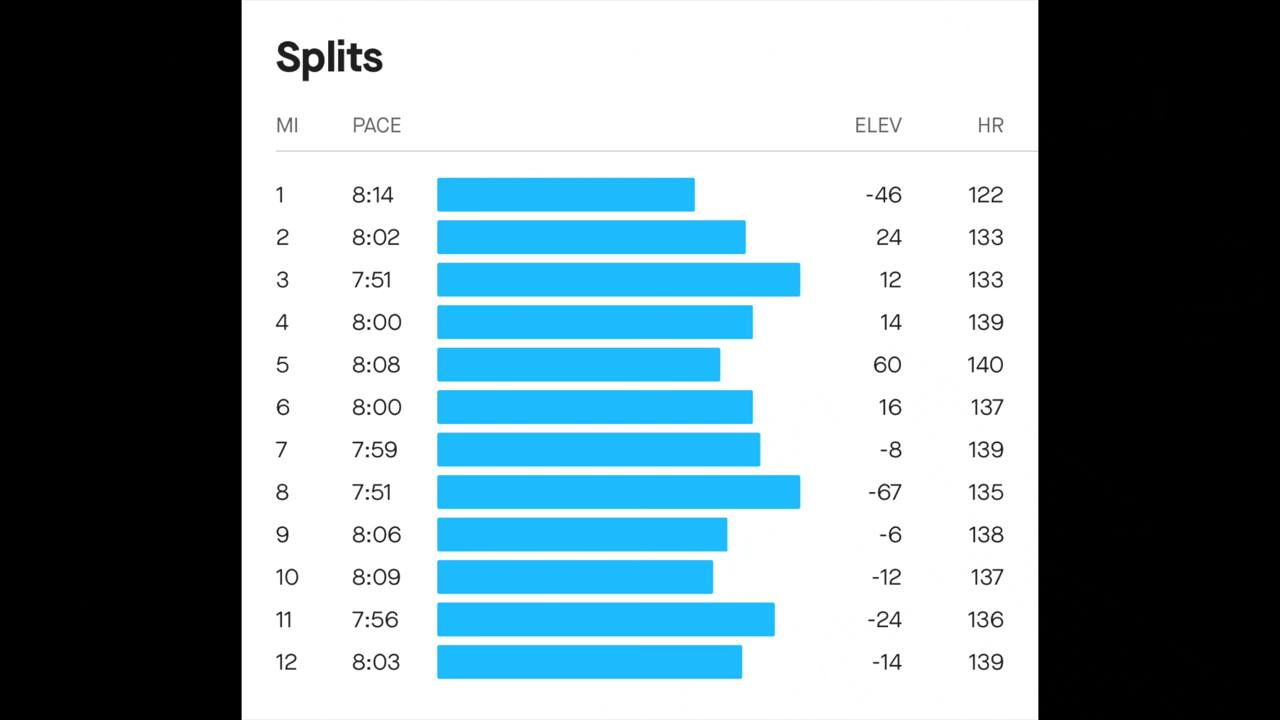 Splits
MI PACE ELEV HR
1 8:14 -46 122
2 8:02 24 133
3 7:51 12 133
4 8:00 14 139
5 8:08 60 140
6 8:00 16 137
7 7:59 -8 139
8 7:51 -67 135
9 8:06 -6 138
10 8:09 -12 137
11 7:56 -24 136
12 8:03 -14 139